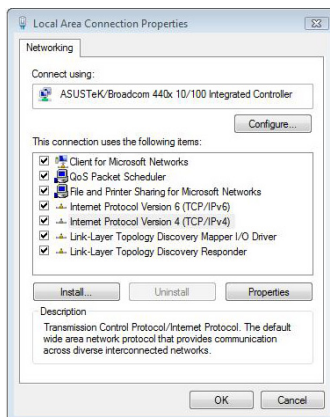 Local Area Connection Properties
Networking
Connect using:
ASUSTeK/Broadcom 440x 10/100 Integrated Controller
Configure...
This connection uses the following items:
Client for Microsoft Networks
QoS Packet Scheduler
File and Printer Sharing for Microsoft Networks
Internet Protocol Version 6 (TCP/IPv6)
Internet Protocol Version 4 (TCP/IPv4)
Link-Layer Topology Discovery Mapper I/O Driver
Link-Layer Topology Discovery Responder
Install...
Uninstall
Properties
Description
Transmission Control Protocol/Internet Protocol. The default
wide area network protocol that provides communication
across diverse interconnected networks.
OK
Cancel